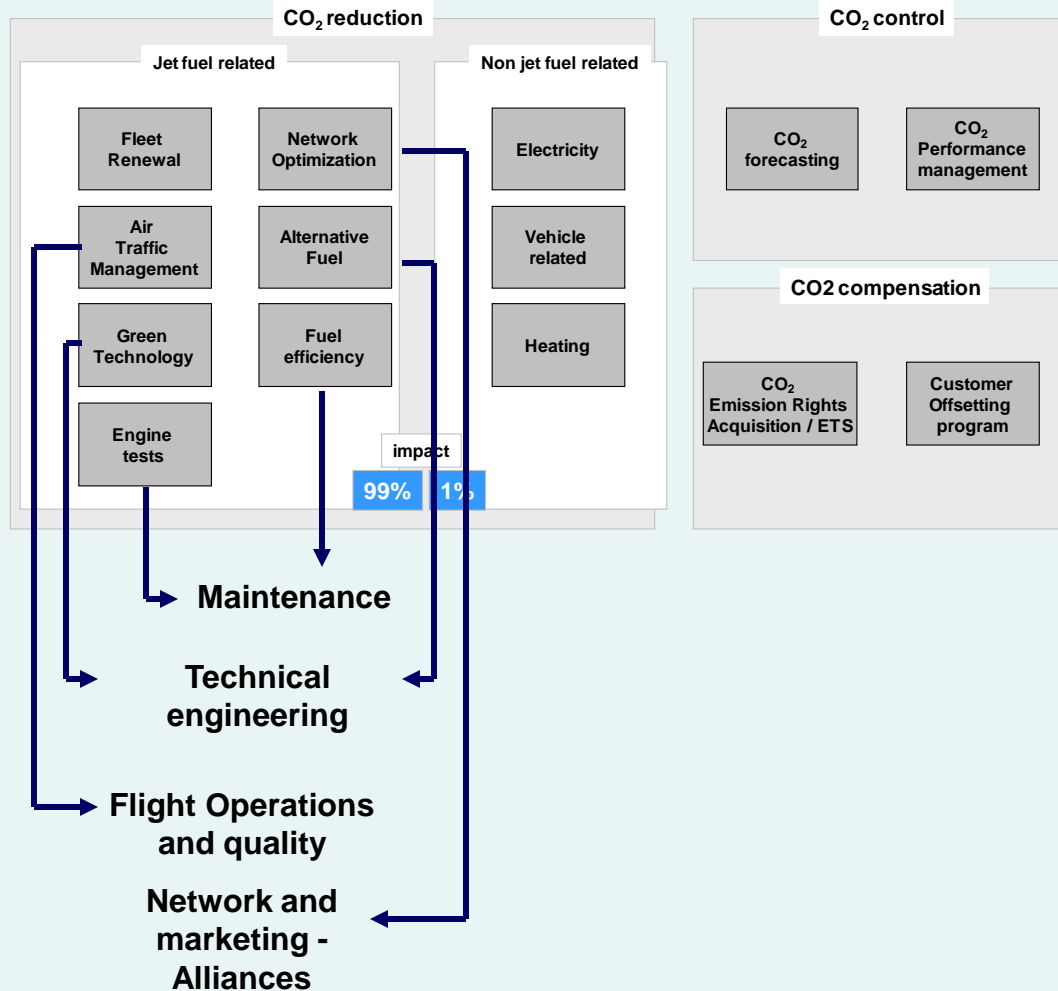 CO₂ reduction
Jet fuel related
Fleet
Renewal
Network
Optimization
Air
Traffic
Management
Alternative
Fuel
Green
Technology
Fuel
efficiency
Engine
tests
Non jet fuel related
Electricity
Vehicle
related
Heating
impact
99%
1%
CO₂ control
CO₂
forecasting
CO₂
Performance
management
CO2 compensation
CO₂
Emission Rights
Acquisition / ETS
Customer
Offsetting
program
Maintenance
Technical
engineering
Flight Operations
and quality
Network and
marketing -
Alliances